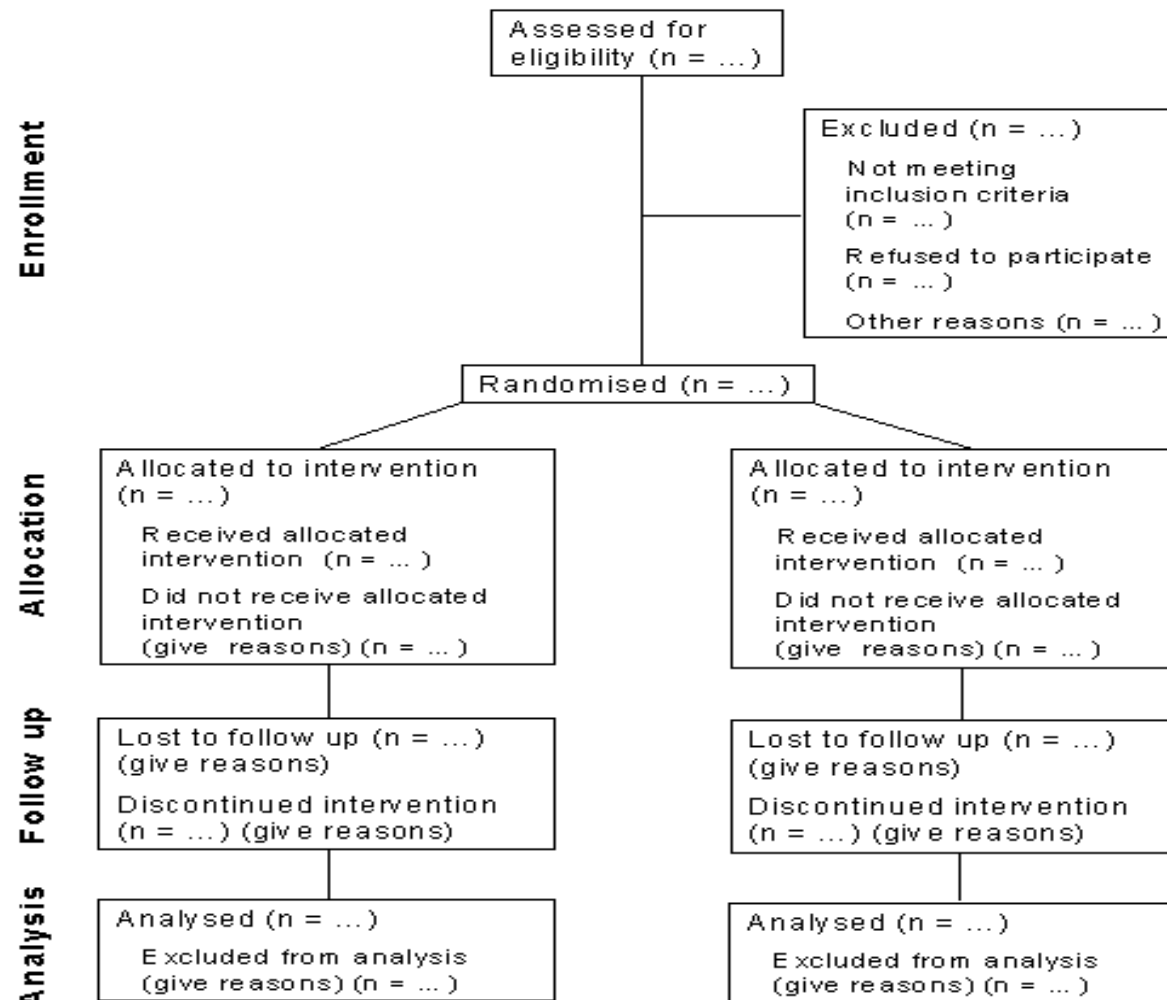 Assessed for
eligibility (n = ...)
Enrollment
Excluded (n = ...)
Not meeting
inclusion criteria
(n = ... )
Refused to participate
(n = ... )
Other reasons (n = ... )
Randomised (n = ...)
Allocation
Allocated to intervention
(n = ...)
Received allocated
intervention (n = ... )
Did not receive allocated
intervention
(give reasons) (n = ... )
Allocated to intervention
(n = ...)
Received allocated
intervention (n = ... )
Did not receive allocated
intervention
(give reasons) (n = ... )
Follow up
Lost to follow up (n = ...)
(give reasons)
Discontinued intervention
(n = ...) (give reasons)
Lost to follow up (n = ...)
(give reasons)
Discontinued intervention
(n = ...) (give reasons)
Analysis
Analysed (n = ...)
Excluded from analysis
(give reasons) (n = ... )
Analysed (n = ...)
Excluded from analysis
(give reasons) (n = ... )